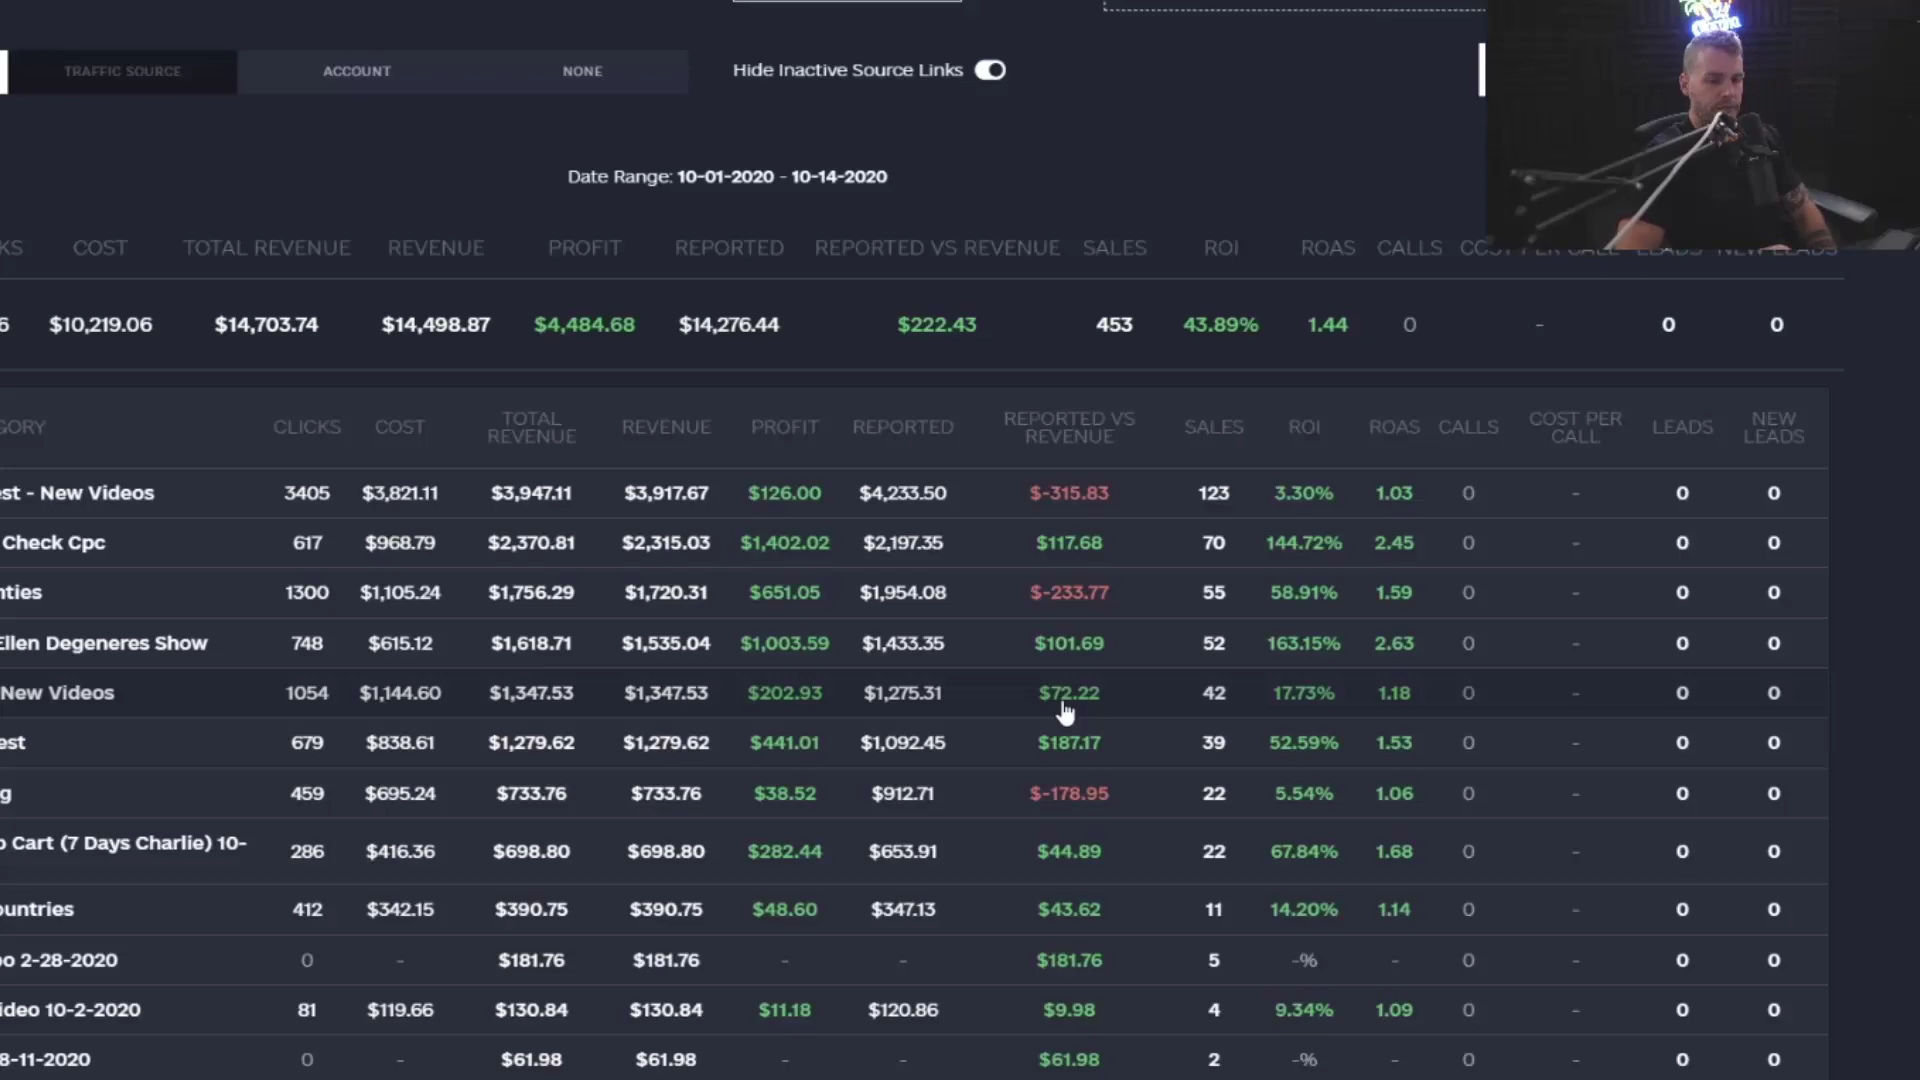 TRAFFIC SOURCE ACCOUNT NONE Hide Inactive Source Links
Date Range: 10-01-2020 - 10-14-2020
KS COST TOTAL REVENUE REVENUE PROFIT REPORTED REPORTED VS REVENUE SALES ROI ROAS CALLS COST PER CALL LEADS NEW LEADS
6 $10,219.06 $14,703.74 $14,498.87 $4,484.68 $14,276.44 $222.43 453 43.89% 1.44 0 - 0 0
GORY CLICKS COST TOTAL REVENUE REVENUE PROFIT REPORTED REPORTED VS REVENUE SALES ROI ROAS CALLS COST PER CALL LEADS NEW LEADS
est - New Videos 3405 $3,821.11 $3,947.11 $3,917.67 $126.00 $4,233.50 $-315.83 123 3.30% 1.03 0 - 0 0
Check Cpc 617 $968.79 $2,370.81 $2,315.03 $1,402.02 $2,197.35 $117.68 70 144.72% 2.45 0 - 0 0
nties 1300 $1,105.24 $1,756.29 $1,720.31 $651.05 $1,954.08 $-233.77 55 58.91% 1.59 0 - 0 0
Ellen Degeneres Show 748 $615.12 $1,618.71 $1,535.04 $1,003.59 $1,433.35 $101.69 52 163.15% 2.63 0 - 0 0
New Videos 1054 $1,144.60 $1,347.53 $1,347.53 $202.93 $1,275.31 $72.22 42 17.73% 1.18 0 - 0 0
est 679 $838.61 $1,279.62 $1,279.62 $441.01 $1,092.45 $187.17 39 52.59% 1.53 0 - 0 0
g 459 $695.24 $733.76 $733.76 $38.52 $912.71 $-178.95 22 5.54% 1.06 0 - 0 0
o Cart (7 Days Charlie) 10- 286 $416.36 $698.80 $698.80 $282.44 $653.91 $44.89 22 67.84% 1.68 0 - 0 0
ountries 412 $342.15 $390.75 $390.75 $48.60 $347.13 $43.62 11 14.20% 1.14 0 - 0 0
oo 2-28-2020 0 - $181.76 $181.76 - - $181.76 5 -% - 0 - 0 0
ideo 10-2-2020 81 $119.66 $130.84 $130.84 $11.18 $120.86 $9.98 4 9.34% 1.09 0 - 0 0
8-11-2020 0 - $61.98 $61.98 - - $61.98 2 -% - 0 - 0 0